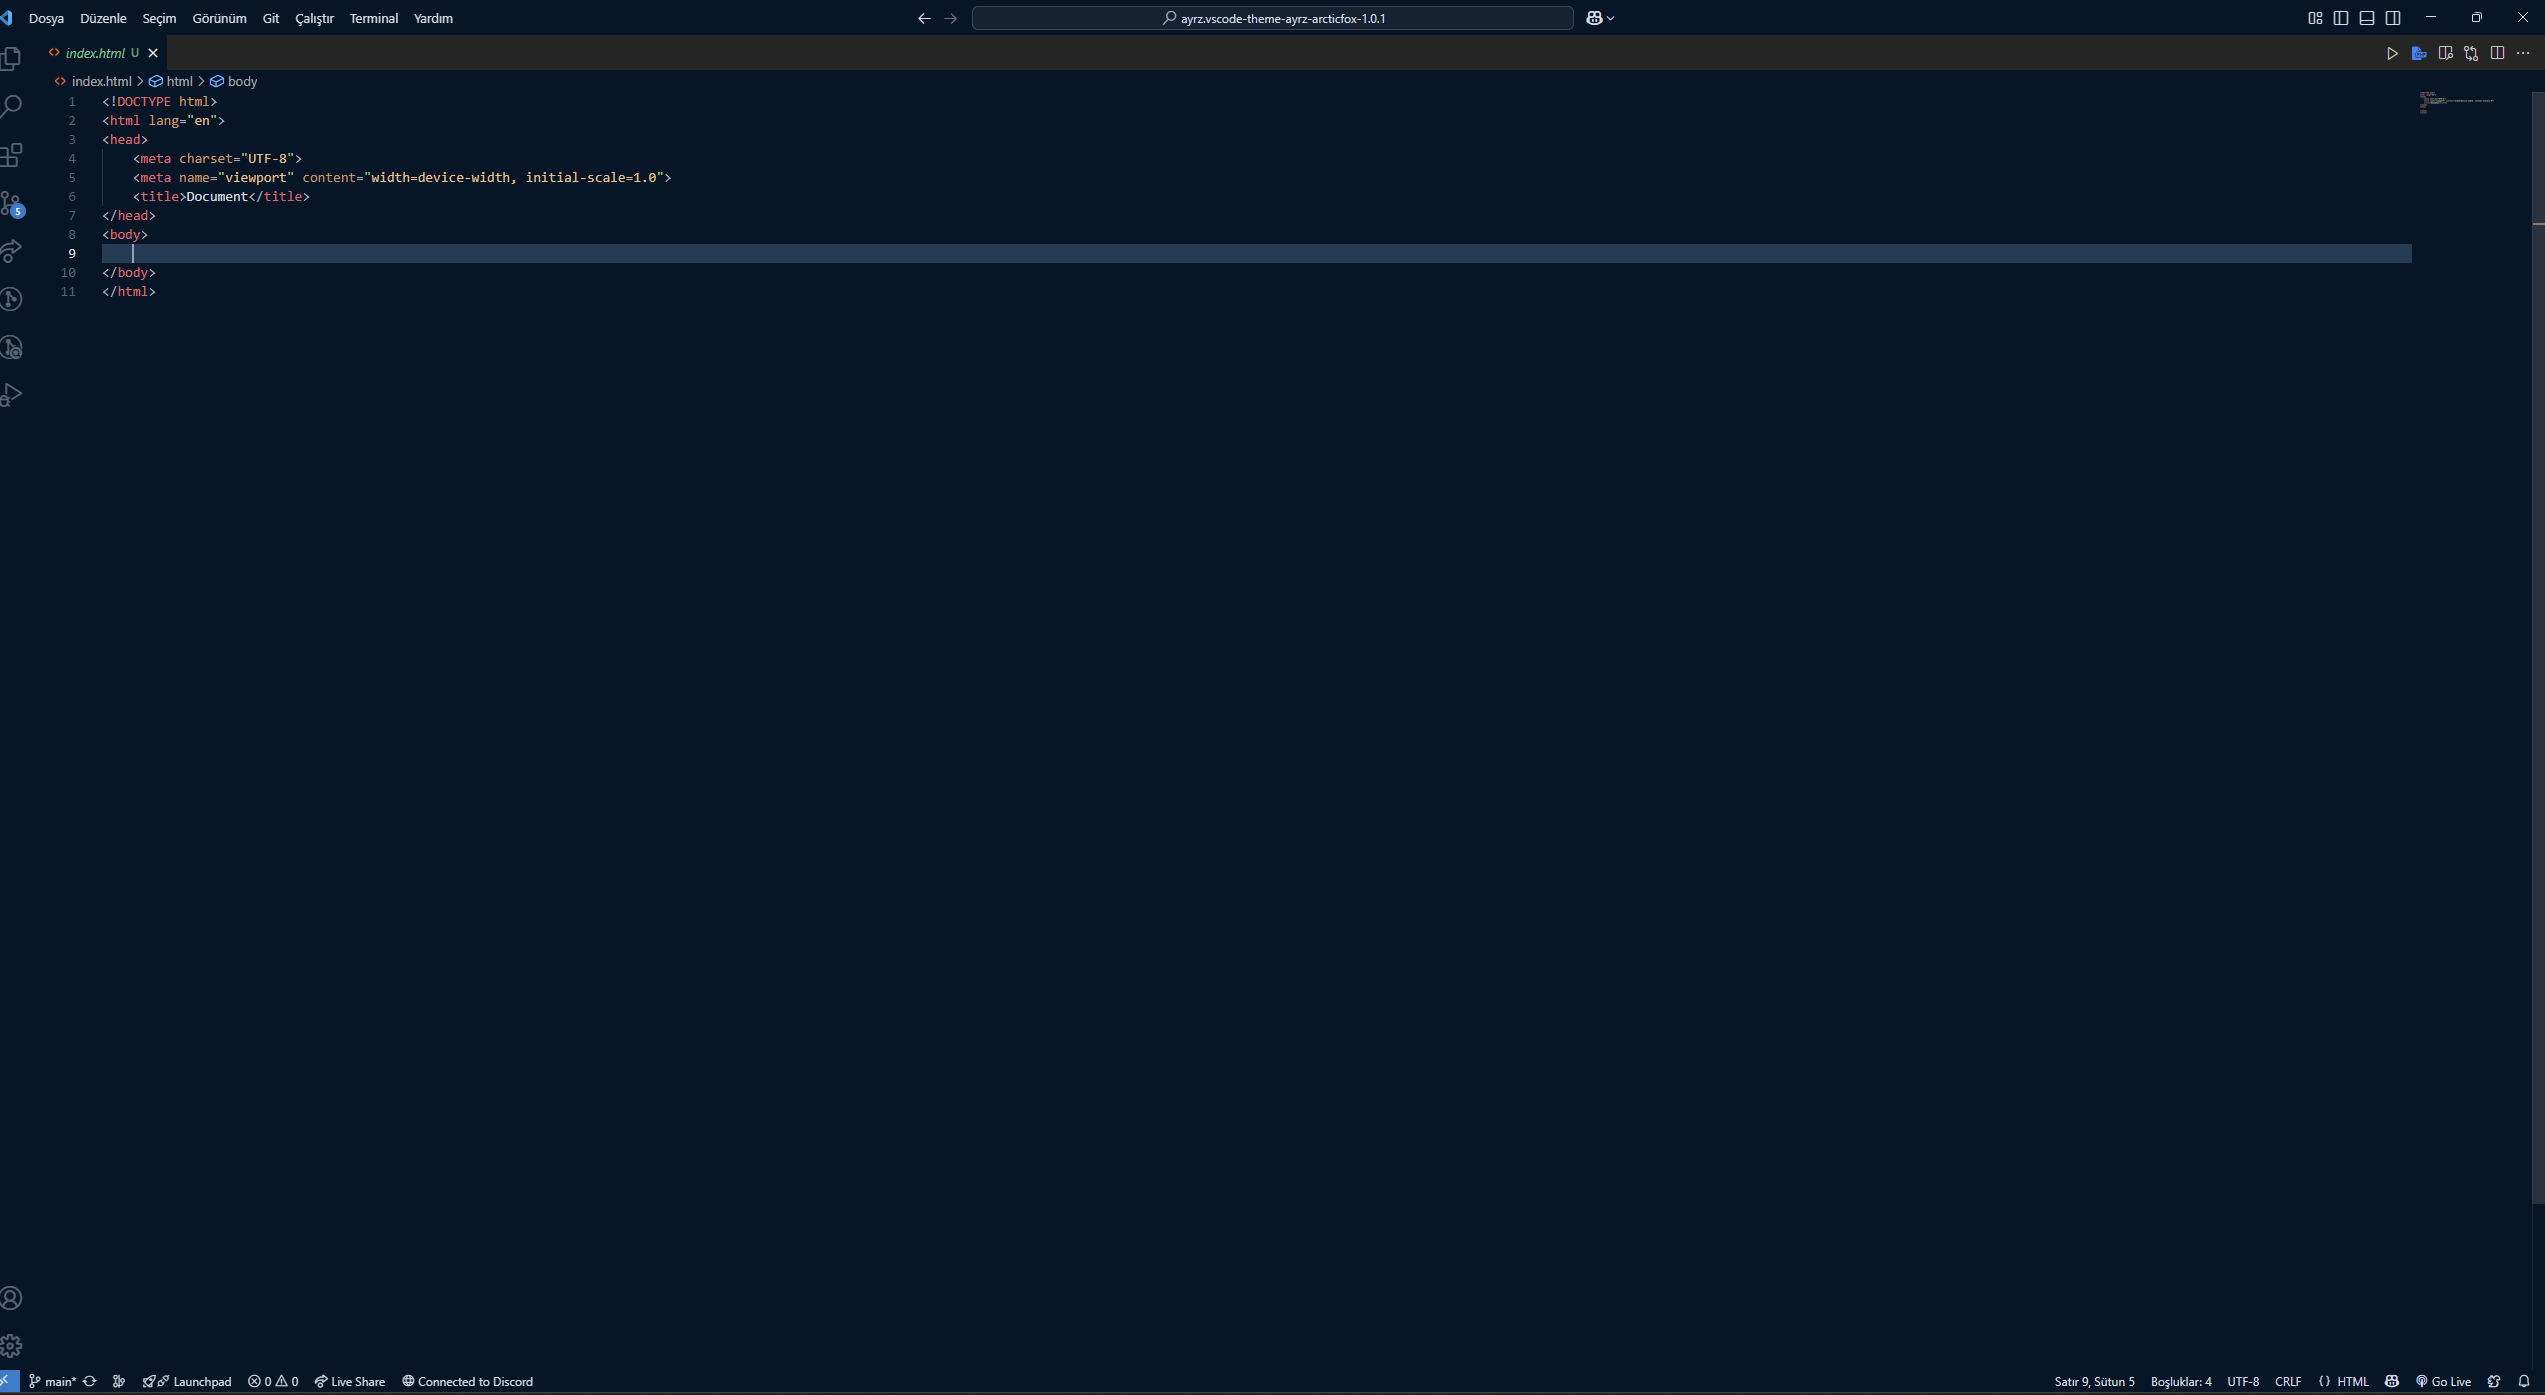 Dosya Düzenle Seçim Görünüm Git Çalıştır Terminal Yardım
ayrz.vscode-theme-ayrz-arcticfox-1.0.1
index.html U
index.html > html > body
1 <!DOCTYPE html>
2 <html lang="en">
3 <head>
4 <meta charset="UTF-8">
5 <meta name="viewport" content="width=device-width, initial-scale=1.0">
6 <title>Document</title>
7 </head>
8 <body>
9
10 </body>
11 </html>
5
main* Launchpad 0 0 Live Share Connected to Discord
Satır 9, Sütun 5 Boşluklar: 4 UTF-8 CRLF {} HTML Go Live